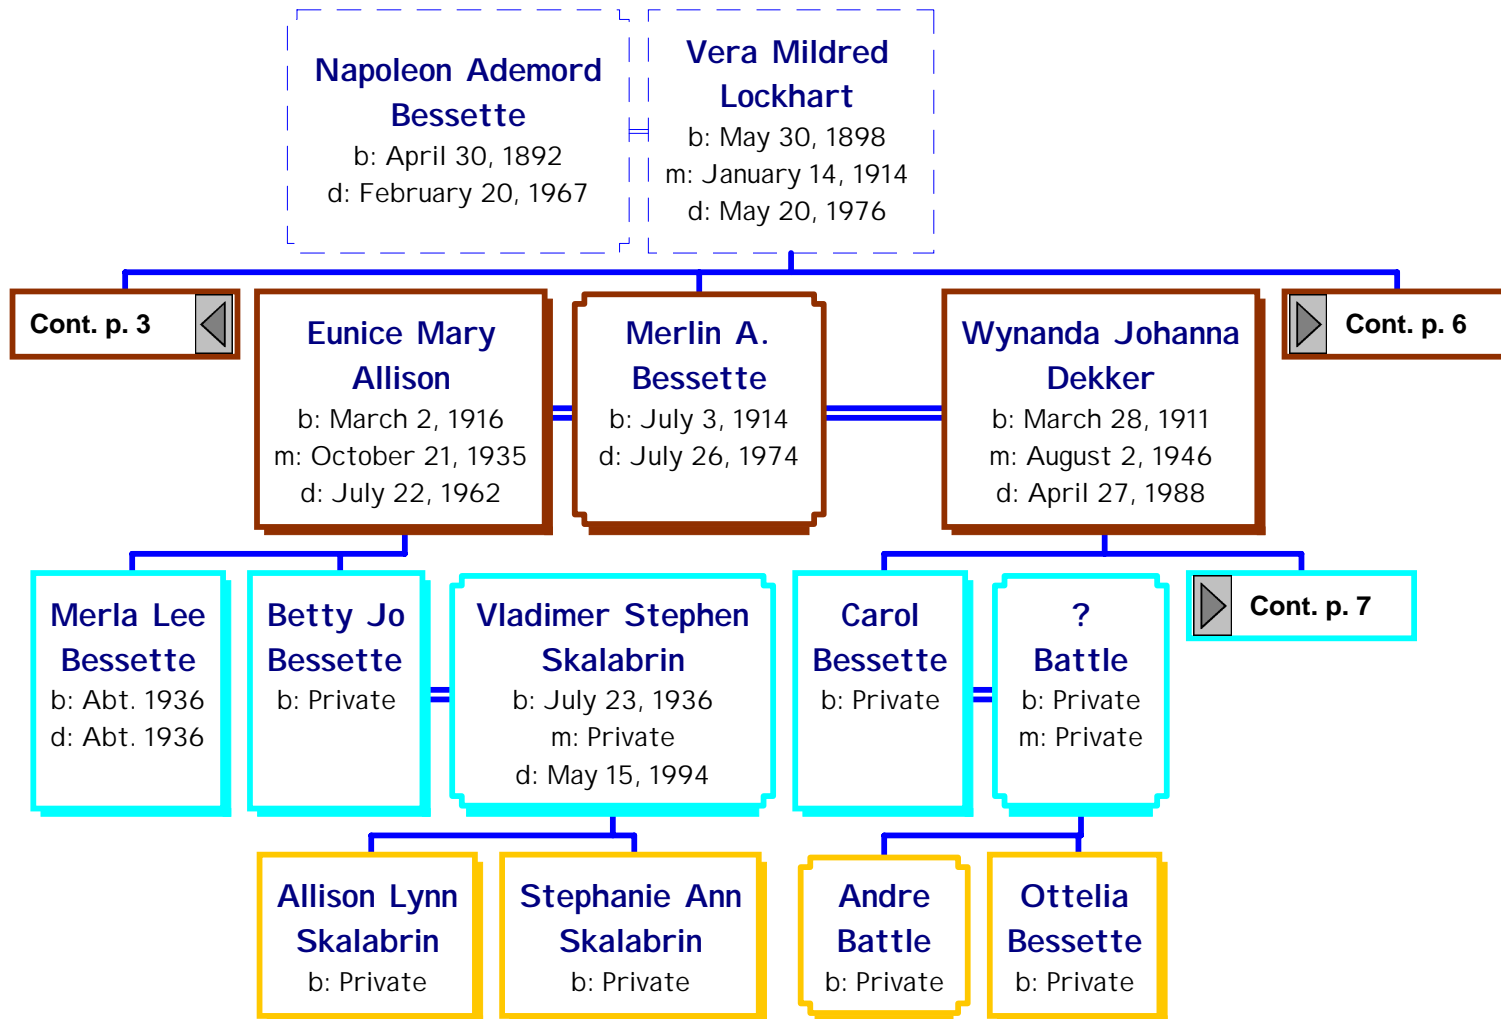 Napoleon Ademord
Bessette
b: April 30, 1892
d: February 20, 1967
Vera Mildred
Lockhart
b: May 30, 1898
m: January 14, 1914
d: May 20, 1976
Cont. p. 3
Eunice Mary
Allison
b: March 2, 1916
m: October 21, 1935
d: July 22, 1962
Merlin A.
Bessette
b: July 3, 1914
d: July 26, 1974
Wynanda Johanna
Dekker
b: March 28, 1911
m: August 2, 1946
d: April 27, 1988
Cont. p. 6
Merla Lee
Bessette
b: Abt. 1936
d: Abt. 1936
Betty Jo
Bessette
b: Private
Vladimer Stephen
Skalabrin
b: July 23, 1936
m: Private
d: May 15, 1994
Carol
Bessette
b: Private
?
Battle
b: Private
m: Private
Cont. p. 7
Allison Lynn
Skalabrin
b: Private
Stephanie Ann
Skalabrin
b: Private
Andre
Battle
b: Private
Ottelia
Bessette
b: Private